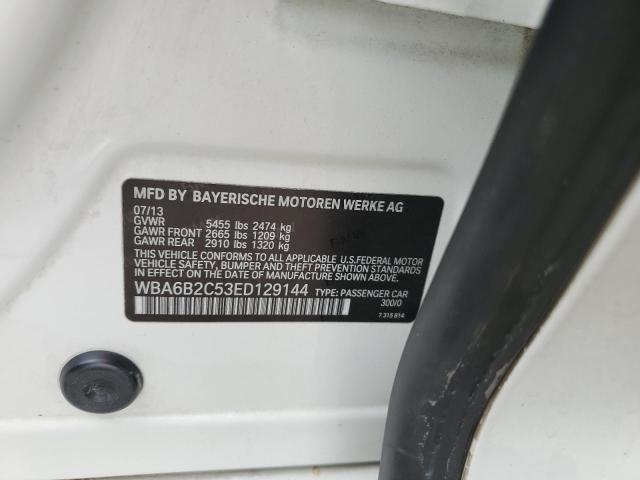 MFD BY BAYERISCHE MOTOREN WERKE AG
07/13
GVWR 5455 lbs 2474 kg
GAWR FRONT 2665 lbs 1209 kg
GAWR REAR 2910 lbs 1320 kg
THIS VEHICLE CONFORMS TO ALL APPLICABLE U.S.FEDERAL MOTOR
VEHICLE SAFETY, BUMPER AND THEFT PREVENTION STANDARDS
IN EFFECT ON THE DATE OF MANUFACTURE SHOWN ABOVE.
WBA6B2C53ED129144 TYPE: PASSENGER CAR
300/0
7 315 814